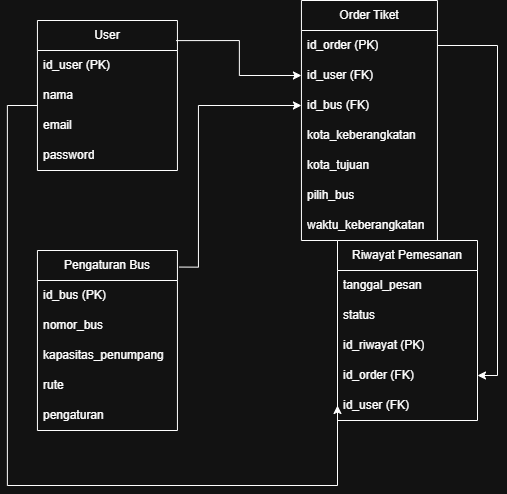 User
id_user (PK)
nama
email
password
Order Tiket
id_order (PK)
id_user (FK)
id_bus (FK)
kota_keberangkatan
kota_tujuan
pilih_bus
waktu_keberangkatan
Pengaturan Bus
id_bus (PK)
nomor_bus
kapasitas_penumpang
rute
pengaturan
Riwayat Pemesanan
tanggal_pesan
status
id_riwayat (PK)
id_order (FK)
id_user (FK)